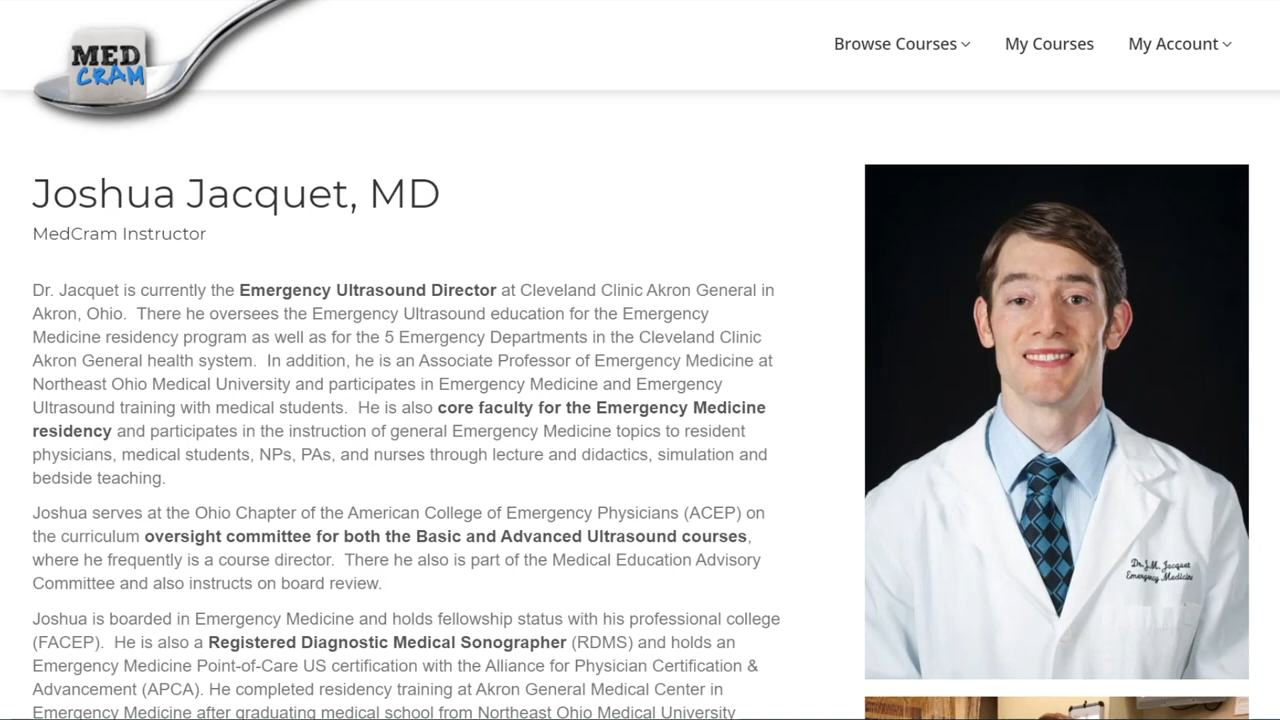 MED
CRAM
Browse Courses
My Courses
My Account
Joshua Jacquet, MD
MedCram Instructor
Dr. Jacquet is currently the Emergency Ultrasound Director at Cleveland Clinic Akron General in
Akron, Ohio.  There he oversees the Emergency Ultrasound education for the Emergency
Medicine residency program as well as for the 5 Emergency Departments in the Cleveland Clinic
Akron General health system.  In addition, he is an Associate Professor of Emergency Medicine at
Northeast Ohio Medical University and participates in Emergency Medicine and Emergency
Ultrasound training with medical students.  He is also core faculty for the Emergency Medicine
residency and participates in the instruction of general Emergency Medicine topics to resident
physicians, medical students, NPs, PAs, and nurses through lecture and didactics, simulation and
bedside teaching.
Joshua serves at the Ohio Chapter of the American College of Emergency Physicians (ACEP) on
the curriculum oversight committee for both the Basic and Advanced Ultrasound courses,
where he frequently is a course director.  There he also is part of the Medical Education Advisory
Committee and also instructs on board review.
Joshua is boarded in Emergency Medicine and holds fellowship status with his professional college
(FACEP).  He is also a Registered Diagnostic Medical Sonographer (RDMS) and holds an
Emergency Medicine Point-of-Care US certification with the Alliance for Physician Certification &
Advancement (APCA). He completed residency training at Akron General Medical Center in
Emergency Medicine after graduating medical school from Northeast Ohio Medical University
Dr. J.M. Jacquet
Emergency Medicine